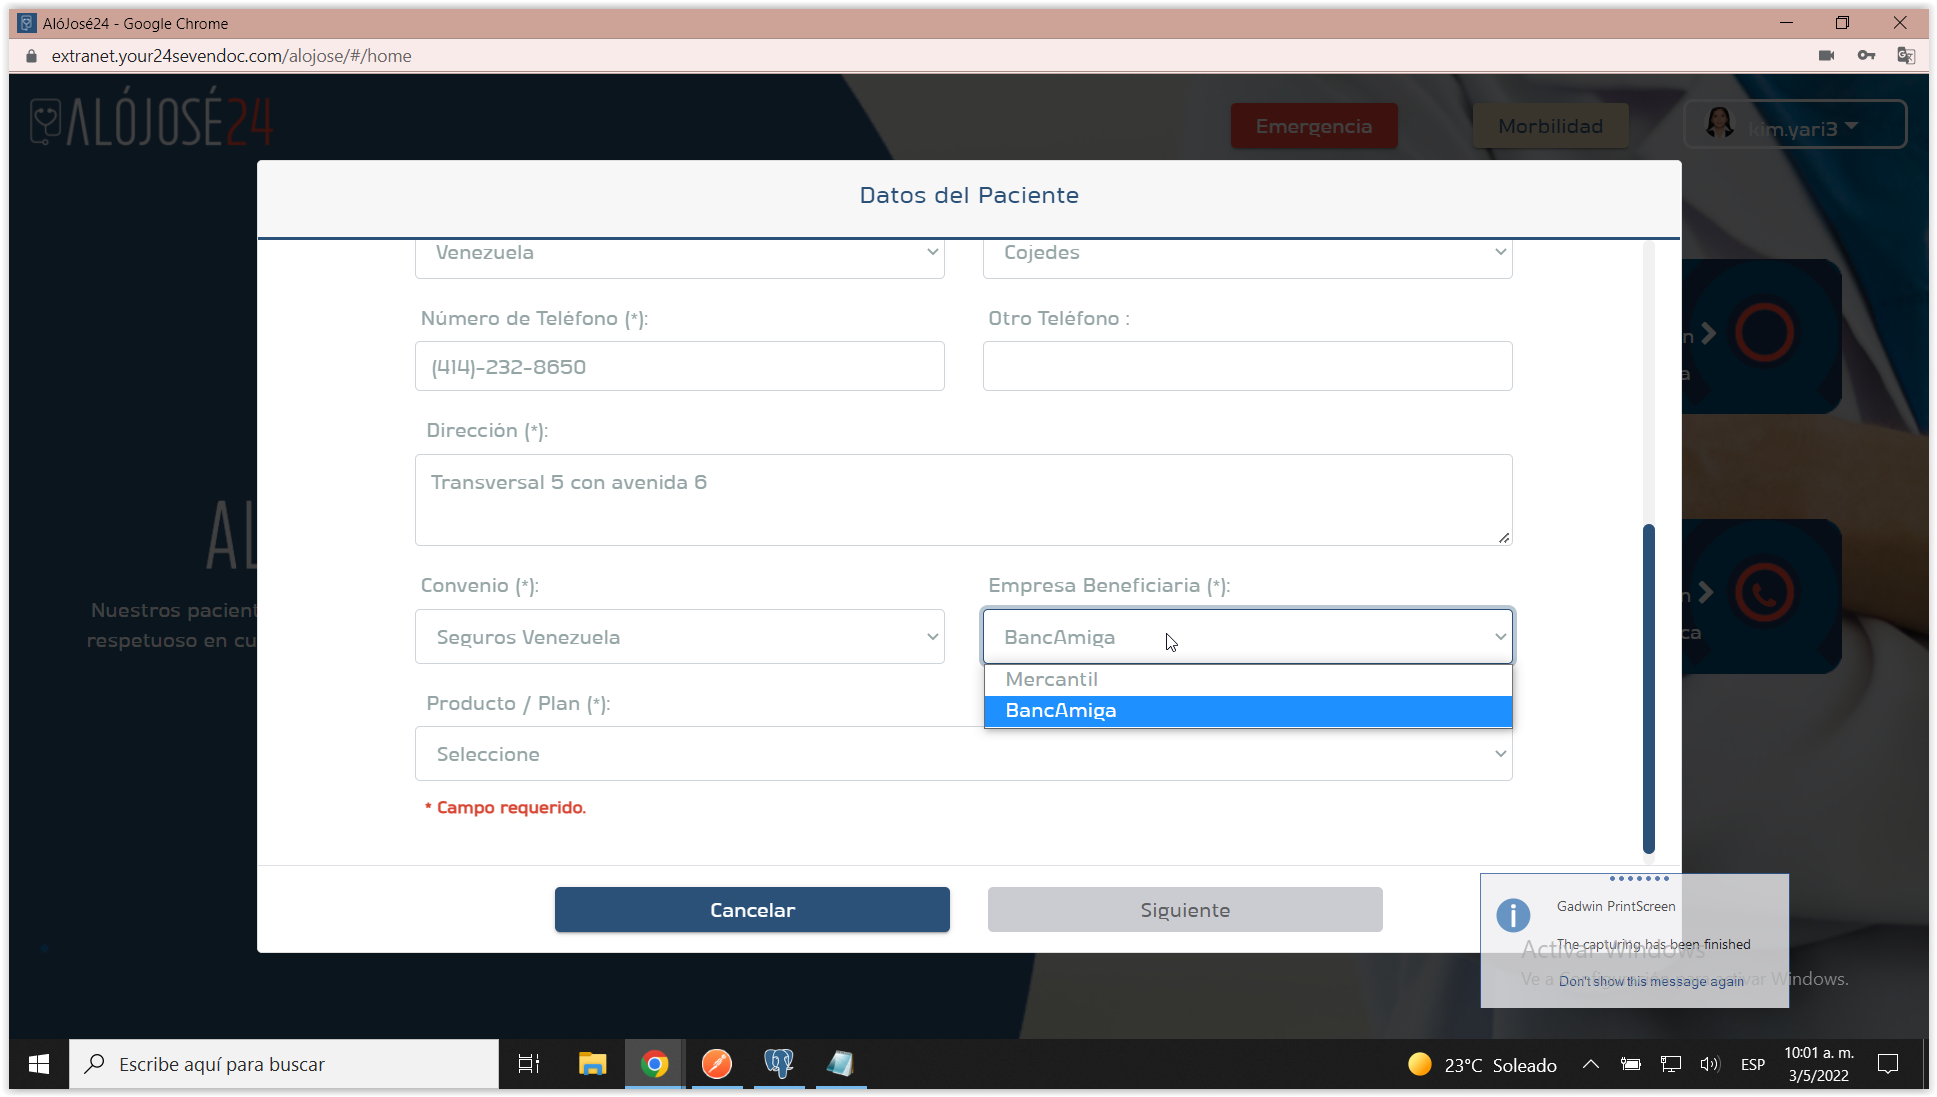 AlóJosé24 - Google Chrome
extranet.your24sevendoc.com/alojose/#/home
ALÓJOSÉ24
Emergencia
Morbilidad
kim.yari3
Datos del Paciente
Venezuela
Cojedes
Número de Teléfono (*):
Otro Teléfono :
(414)-232-8650
Dirección (*):
Transversal 5 con avenida 6
AL
Nuestros pacient
respetuoso en cu
n
a
n
ca
Convenio (*):
Empresa Beneficiaria (*):
Seguros Venezuela
BancAmiga
Mercantil
BancAmiga
Producto / Plan (*):
Seleccione
* Campo requerido.
Cancelar
Siguiente
Gadwin PrintScreen
The capturing has been finished
Activar Windows
Ve a Configuración para activar Windows.
Don't show this message again
Escribe aquí para buscar
23°C Soleado
ESP
10:01 a. m.
3/5/2022